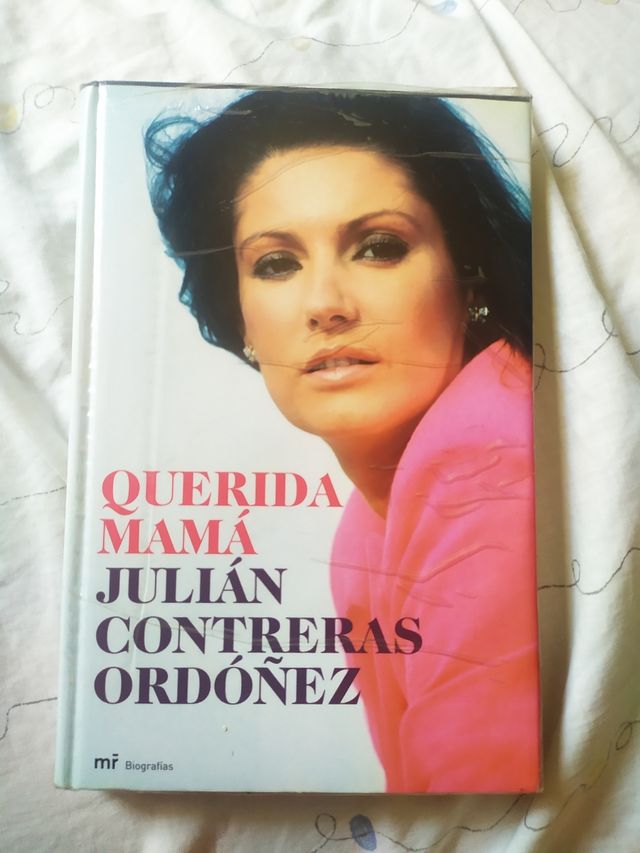 QUERIDA
MAMÁ
JULIÁN
CONTRERAS
ORDÓÑEZ
mr Biografías